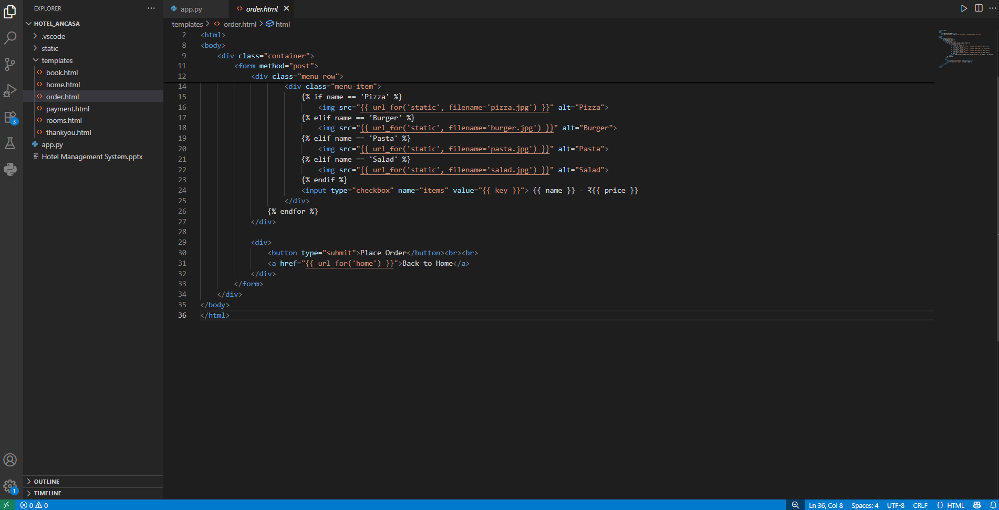 EXPLORER
HOTEL_ANCASA
.vscode
static
templates
book.html
home.html
order.html
payment.html
rooms.html
thankyou.html
app.py
Hotel Management System.pptx
OUTLINE
TIMELINE
3
1
app.py
order.html
templates > order.html > html
2 <html>
8 <body>
9 <div class="container">
11 <form method="post">
12 <div class="menu-row">
14 <div class="menu-item">
15 {% if name == 'Pizza' %}
16 <img src="{{ url_for('static', filename='pizza.jpg') }}" alt="Pizza">
17 {% elif name == 'Burger' %}
18 <img src="{{ url_for('static', filename='burger.jpg') }}" alt="Burger">
19 {% elif name == 'Pasta' %}
20 <img src="{{ url_for('static', filename='pasta.jpg') }}" alt="Pasta">
21 {% elif name == 'Salad' %}
22 <img src="{{ url_for('static', filename='salad.jpg') }}" alt="Salad">
23 {% endif %}
24 <input type="checkbox" name="items" value="{{ key }}"> {{ name }} - ₹{{ price }}
25 </div>
26 {% endfor %}
27 </div>
28
29 <div>
30 <button type="submit">Place Order</button><br><br>
31 <a href="{{ url_for('home') }}">Back to Home</a>
32 </div>
33 </form>
34 </div>
35 </body>
36 </html>
0 0
Ln 36, Col 8 Spaces: 4 UTF-8 CRLF {} HTML